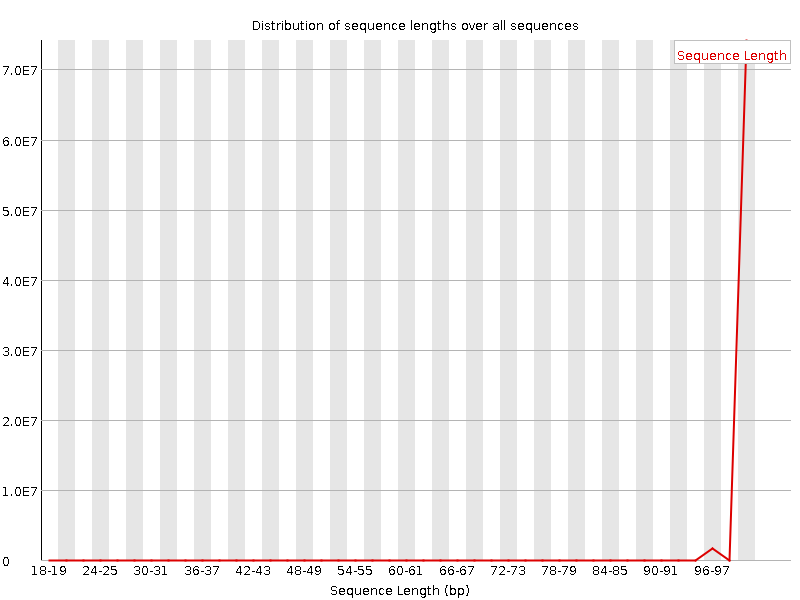 Distribution of sequence lengths over all sequences
Sequence Length
7.0E7
6.0E7
5.0E7
4.0E7
3.0E7
2.0E7
1.0E7
0
18-19 24-25 30-31 36-37 42-43 48-49 54-55 60-61 66-67 72-73 78-79 84-85 90-91 96-97
Sequence Length (bp)